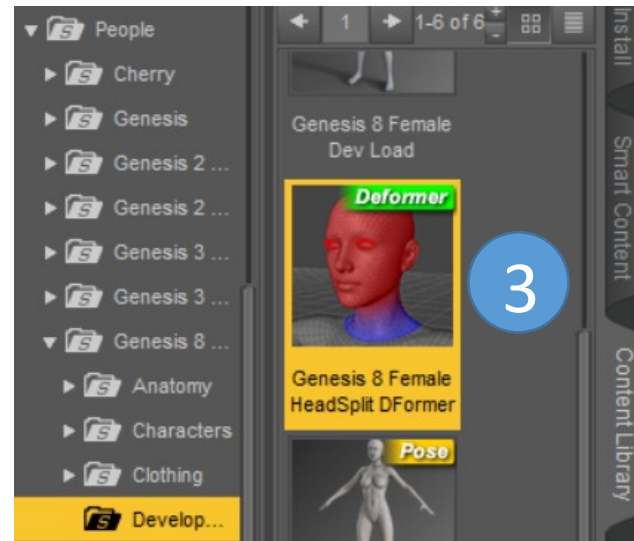 People
Cherry
Genesis
Genesis 2 ...
Genesis 2 ...
Genesis 3 ...
Genesis 3 ...
Genesis 8 ...
Anatomy
Characters
Clothing
Develop...
1
1-6 of 6
+
-
Genesis 8 Female
Dev Load
Deformer
Genesis 8 Female
HeadSplit DFormer
Pose
3
Install
Smart Content
Content Library